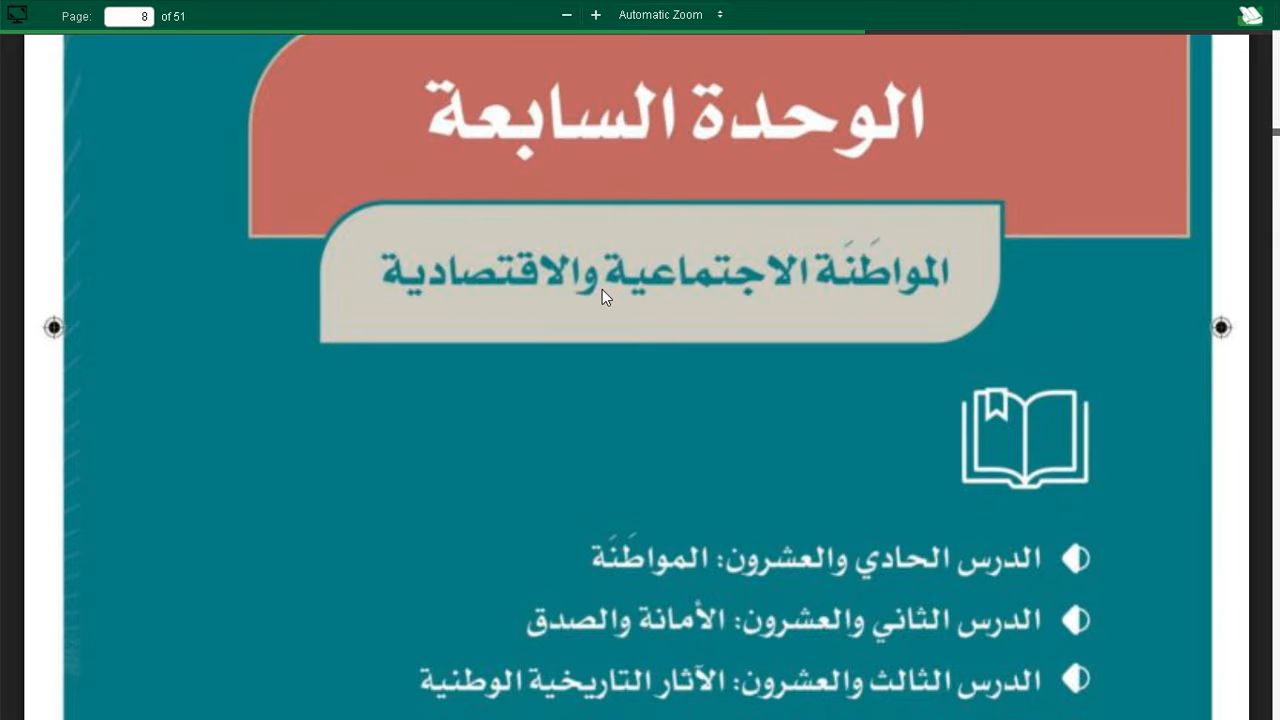 Page: 8 of 51 − + Automatic Zoom
الوحدة السابعة
المواطَنَة الاجتماعية والاقتصادية
الدرس الحادي والعشرون: المواطَنَة
الدرس الثاني والعشرون: الأمانة والصدق
الدرس الثالث والعشرون: الآثار التاريخية الوطنية